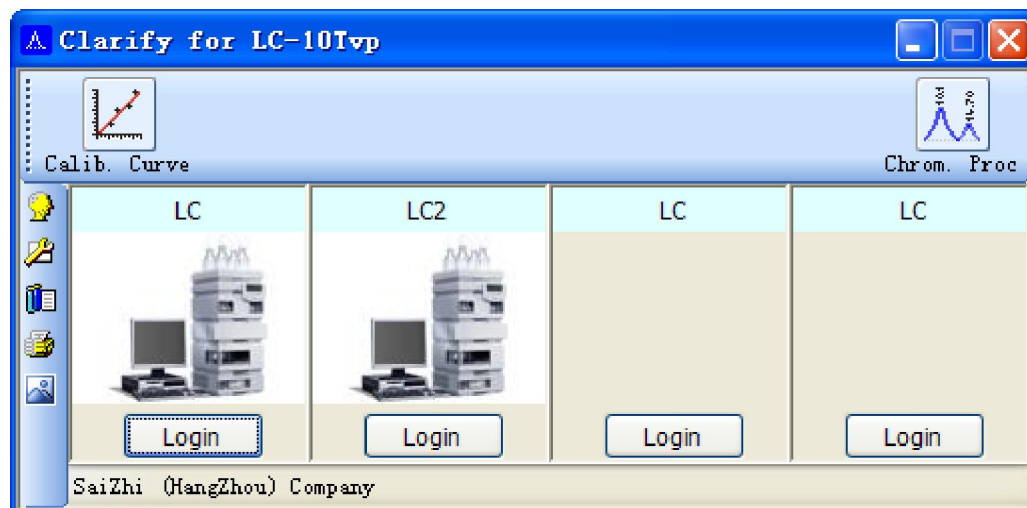 Clarify for LC-10Tvp
Calib. Curve
Chrom. Proc
LC
LC2
LC
LC
Login
Login
Login
Login
SaiZhi (HangZhou) Company